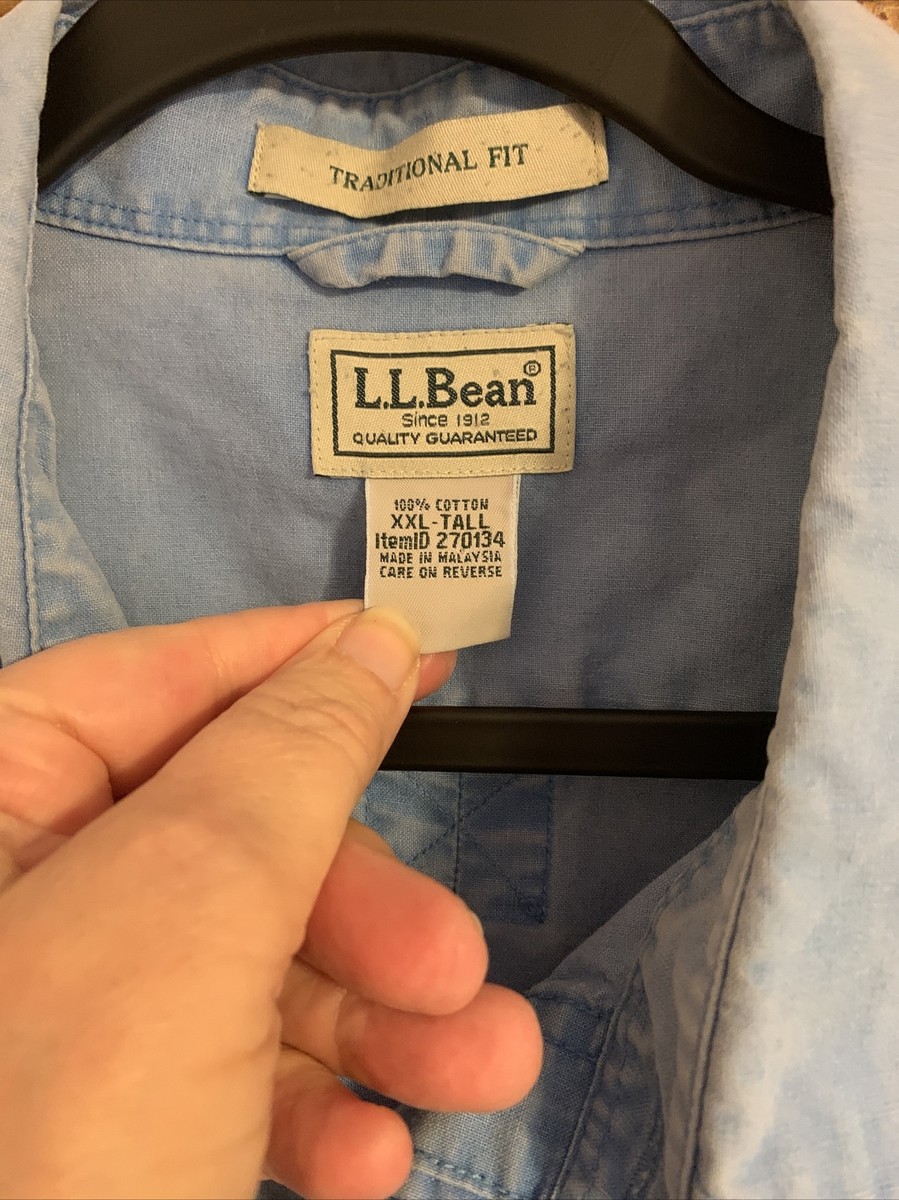 TRADITIONAL FIT
L.L.Bean®
Since 1912
QUALITY GUARANTEED
100% COTTON
XXL-TALL
ItemID 270134
MADE IN MALAYSIA
CARE ON REVERSE